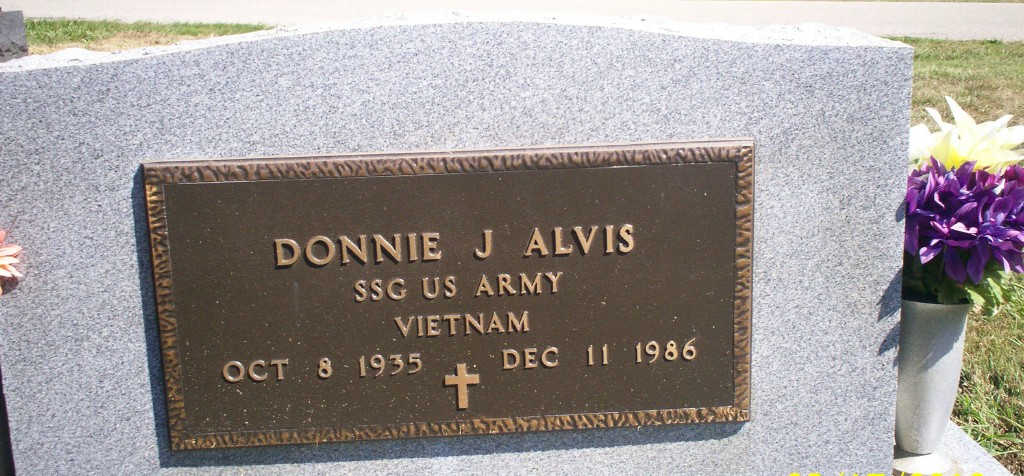 DONNIE J ALVIS
SSG US ARMY
VIETNAM
OCT 8 1935 DEC 11 1986